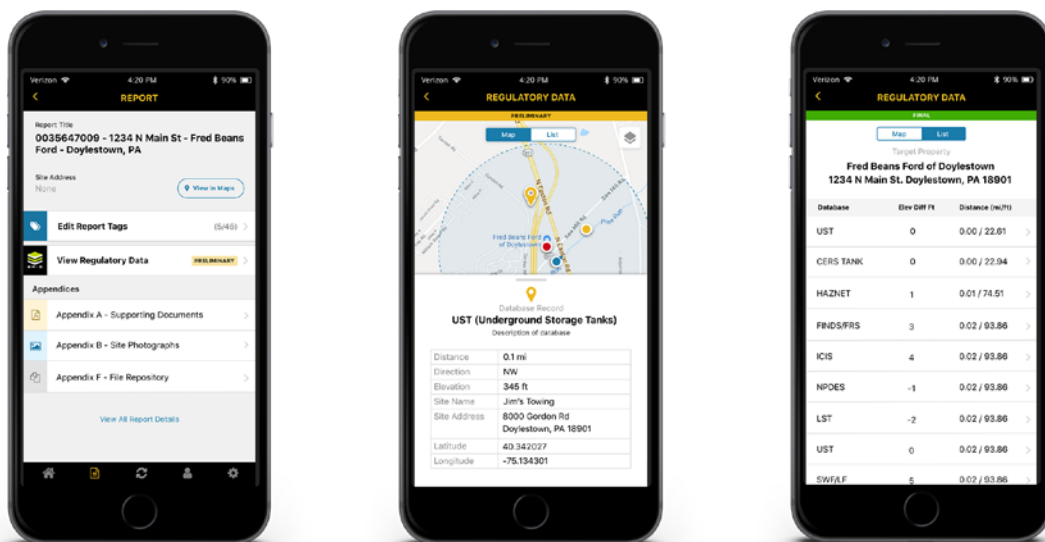 Verizon 4:20 PM 90%
REPORT
Report Title
0035647009 - 1234 N Main St - Fred Beans
Ford - Doylestown, PA
Site Address
None
View in Maps
Edit Report Tags (5/46)
View Regulatory Data PRELIMINARY
Appendices
Appendix A - Supporting Documents
Appendix B - Site Photographs
Appendix F - File Repository
View All Report Details
Verizon 4:20 PM 90%
REGULATORY DATA
PRELIMINARY
Map List
N Easton Rd
Saw Mill Rd
Fred Beans Ford
of Doylestown
Database Record
UST (Underground Storage Tanks)
Description of database
Distance 0.1 mi
Direction NW
Elevation 345 ft
Site Name Jim's Towing
Site Address 8000 Gordon Rd
Doylestown, PA 18901
Latitude 40.342027
Longitude -75.134301
Verizon 4:20 PM 90%
REGULATORY DATA
FINAL
Map List
Target Property
Fred Beans Ford of Doylestown
1234 N Main St. Doylestown, PA 18901
Database Elev Diff Ft Distance (mi/ft)
UST 0 0.00 / 22.61
CERS TANK 0 0.00 / 22.94
HAZNET 1 0.01 / 74.51
FINDS/FRS 3 0.02 / 93.86
ICIS 4 0.02 / 93.86
NPDES -1 0.02 / 93.86
LST -2 0.02 / 93.86
UST 0 0.02 / 93.86
SWF/LF 5 0.02 / 93.86